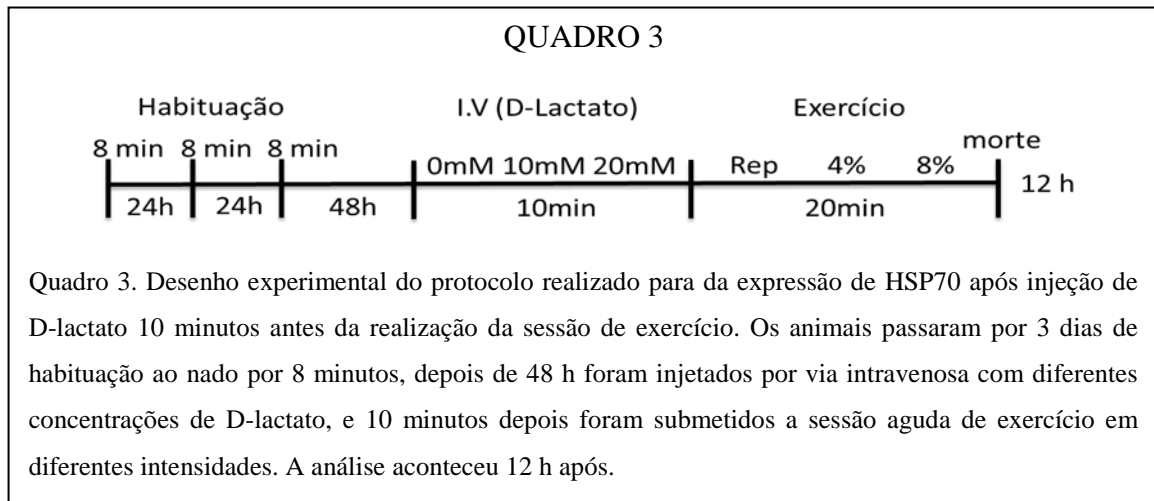 QUADRO 3
Habituação I.V (D-Lactato) Exercício
8 min 8 min 8 min morte
0mM 10mM 20mM Rep 4% 8%
24h 24h 48h 10min 20min 12 h
Quadro 3. Desenho experimental do protocolo realizado para da expressão de HSP70 após injeção de
D-lactato 10 minutos antes da realização da sessão de exercício. Os animais passaram por 3 dias de
habituação ao nado por 8 minutos, depois de 48 h foram injetados por via intravenosa com diferentes
concentrações de D-lactato, e 10 minutos depois foram submetidos a sessão aguda de exercício em
diferentes intensidades. A análise aconteceu 12 h após.